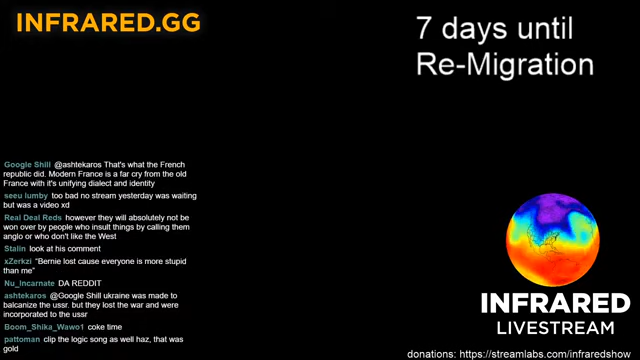 INFRARED.GG
7 days until
Re-Migration
Google Shill @ashtekaros That's what the French
republic did. Modern France is a far cry from the old
France with it's unifying dialect and identity
seeu lumby too bad no stream yesterday was waiting
but was a video xd
Real Deal Reds however they will absolutely not be
won over by people who insult things by calling them
anglo or who don't like the West
Stalin look at his comment
xZerkzi "Bernie lost cause everyone is more stupid
than me"
Nu_Incarnate DA REDDIT
ashtekaros @Google Shill ukraine was made to
balcanize the ussr. but they lost the war and were
incorporated to the ussr
Boom_Shika_Wawo1 coke time
pattoman clip the logic song as well haz, that was
gold
INFRARED
LIVESTREAM
donations: https://streamlabs.com/infraredshow